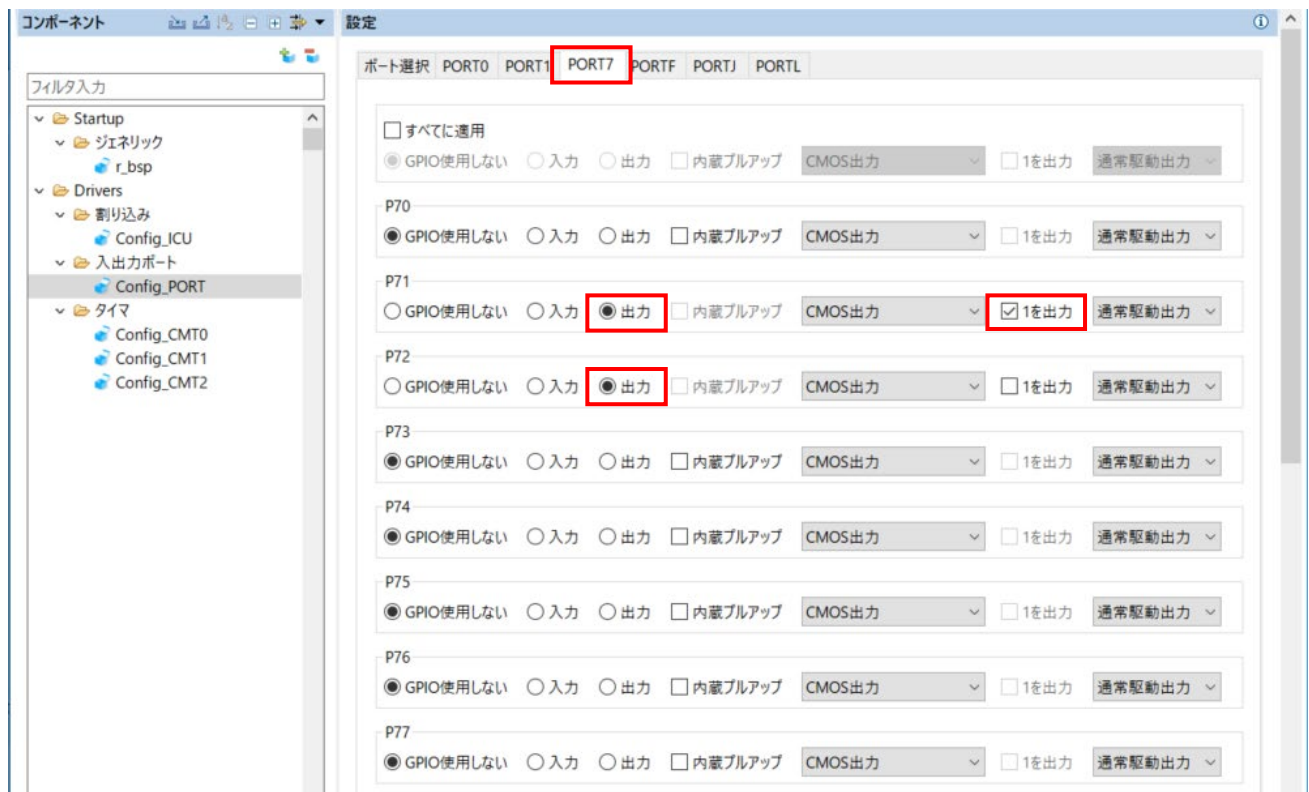 コンポーネント
フィルタ入力
Startup
ジェネリック
r_bsp
Drivers
割り込み
Config_ICU
入出力ポート
Config_PORT
タイマ
Config_CMT0
Config_CMT1
Config_CMT2
設定
ポート選択 PORT0 PORT1 PORT7 PORTF PORTJ PORTL
すべてに適用
GPIO使用しない 入力 出力 内蔵プルアップ CMOS出力 1を出力 通常駆動出力
P70
GPIO使用しない 入力 出力 内蔵プルアップ CMOS出力 1を出力 通常駆動出力
P71
GPIO使用しない 入力 出力 内蔵プルアップ CMOS出力 1を出力 通常駆動出力
P72
GPIO使用しない 入力 出力 内蔵プルアップ CMOS出力 1を出力 通常駆動出力
P73
GPIO使用しない 入力 出力 内蔵プルアップ CMOS出力 1を出力 通常駆動出力
P74
GPIO使用しない 入力 出力 内蔵プルアップ CMOS出力 1を出力 通常駆動出力
P75
GPIO使用しない 入力 出力 内蔵プルアップ CMOS出力 1を出力 通常駆動出力
P76
GPIO使用しない 入力 出力 内蔵プルアップ CMOS出力 1を出力 通常駆動出力
P77
GPIO使用しない 入力 出力 内蔵プルアップ CMOS出力 1を出力 通常駆動出力